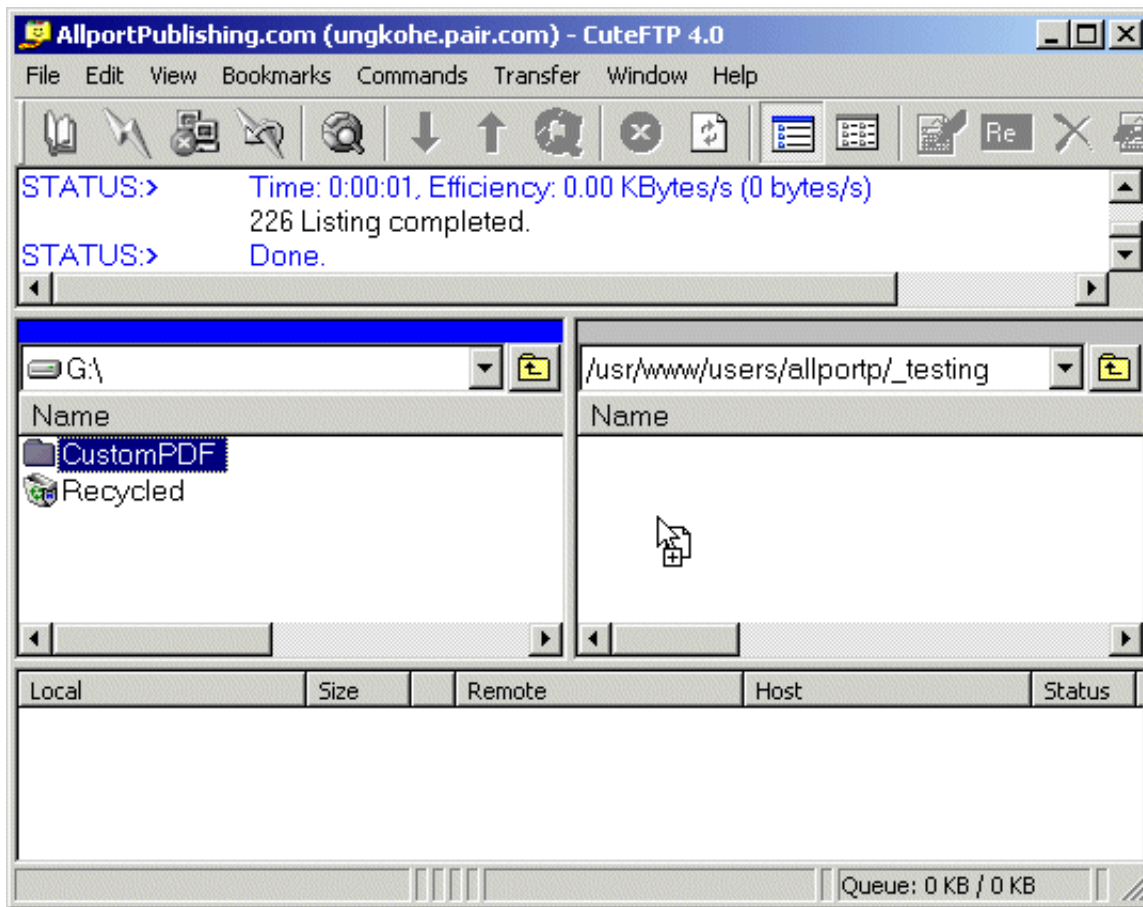 AllportPublishing.com (ungkohe.pair.com) - CuteFTP 4.0
File Edit View Bookmarks Commands Transfer Window Help
Re
STATUS:> Time: 0:00:01, Efficiency: 0.00 KBytes/s (0 bytes/s)
226 Listing completed.
STATUS:> Done.
G:\ /usr/www/users/allportp/_testing
Name Name
CustomPDF
Recycled
Local Size Remote Host Status
Queue: 0 KB / 0 KB